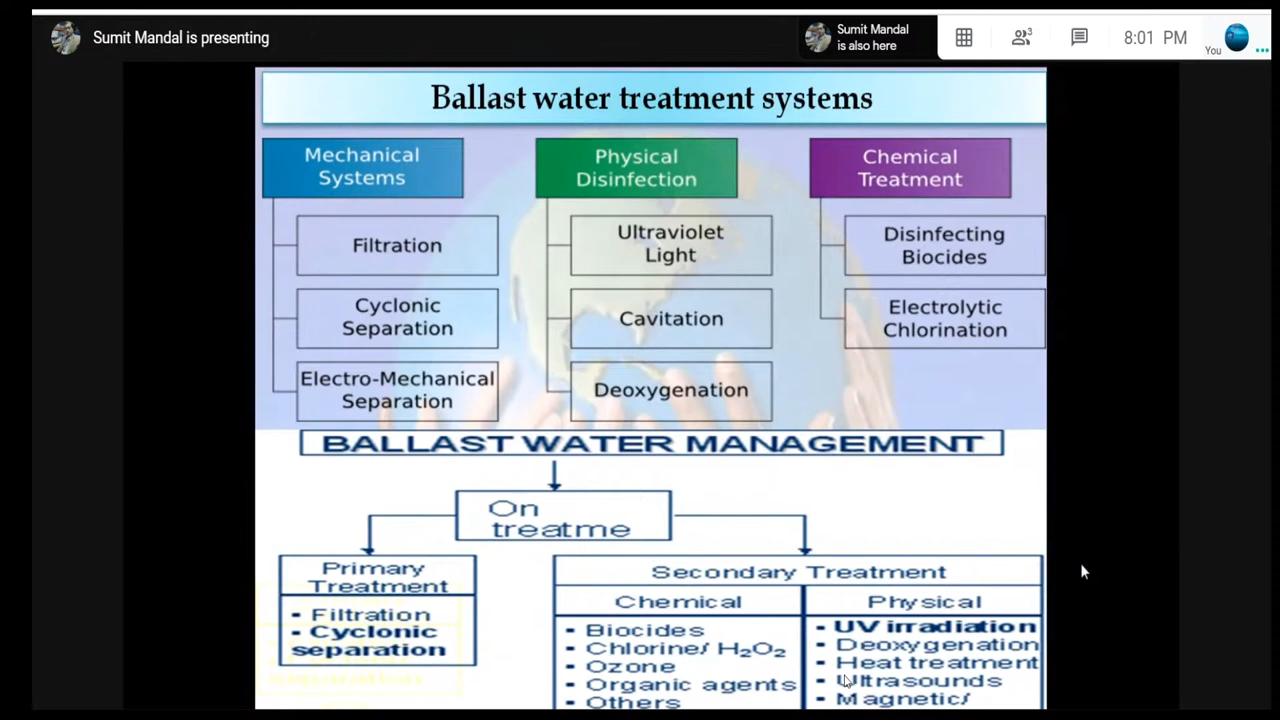 Sumit Mandal is presenting
Sumit Mandal
is also here
3
8:01 PM
You
Ballast water treatment systems
Mechanical
Systems
Filtration
Cyclonic
Separation
Electro-Mechanical
Separation
Physical
Disinfection
Ultraviolet
Light
Cavitation
Deoxygenation
Chemical
Treatment
Disinfecting
Biocides
Electrolytic
Chlorination
BALLAST WATER MANAGEMENT
On
treatme
Primary
Treatment
▪ Filtration
▪ Cyclonic
separation
Secondary Treatment
Chemical
▪ Biocides
▪ Chlorine/ H₂O₂
▪ Ozone
▪ Organic agents
▪ Others
Physical
▪ UV irradiation
▪ Deoxygenation
▪ Heat treatment
▪ Ultrasounds
▪ Magnetic/